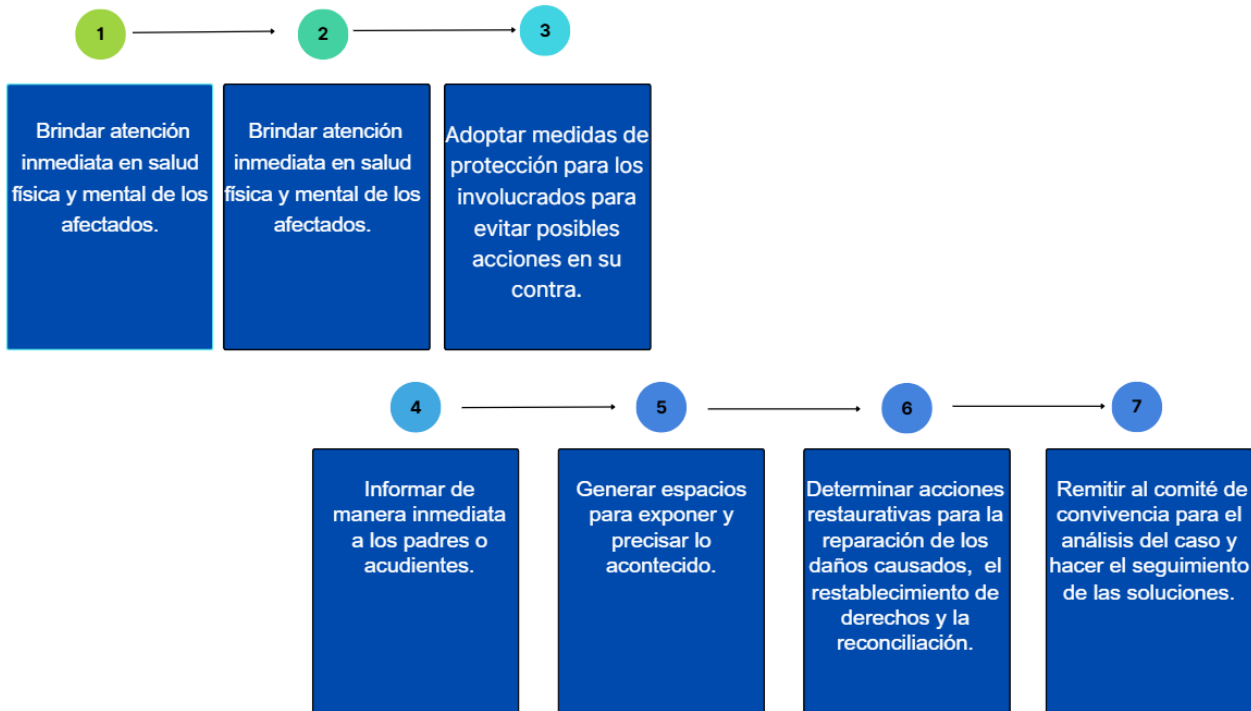 1
2
3
Brindar atención
inmediata en salud
física y mental de los
afectados.
Brindar atención
inmediata en salud
física y mental de los
afectados.
Adoptar medidas de
protección para los
involucrados para
evitar posibles
acciones en su
contra.
4
5
6
7
Informar de
manera inmediata
a los padres o
acudientes.
Generar espacios
para exponer y
precisar lo
acontecido.
Determinar acciones
restaurativas para la
reparación de los
daños causados, el
restablecimiento de
derechos y la
reconciliación.
Remitir al comité de
convivencia para el
análisis del caso y
hacer el seguimiento
de las soluciones.